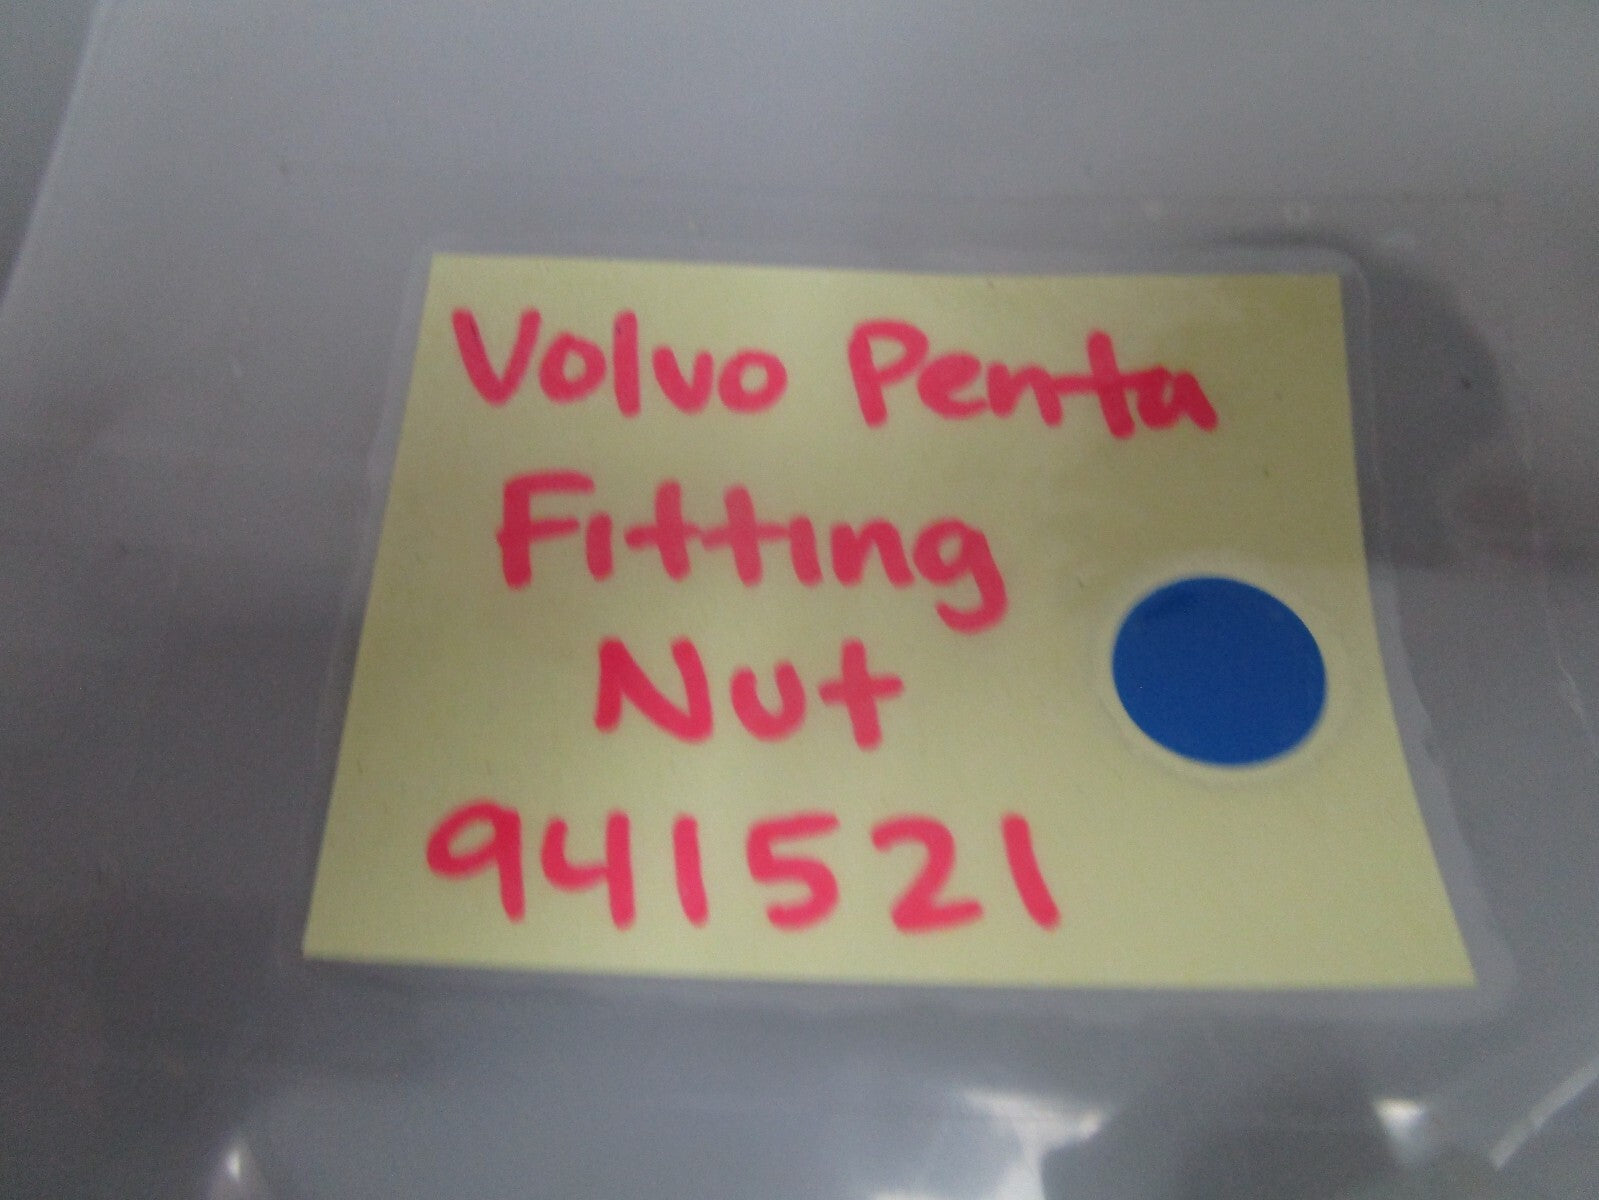 Volvo Penta
Fitting
Nut
941521